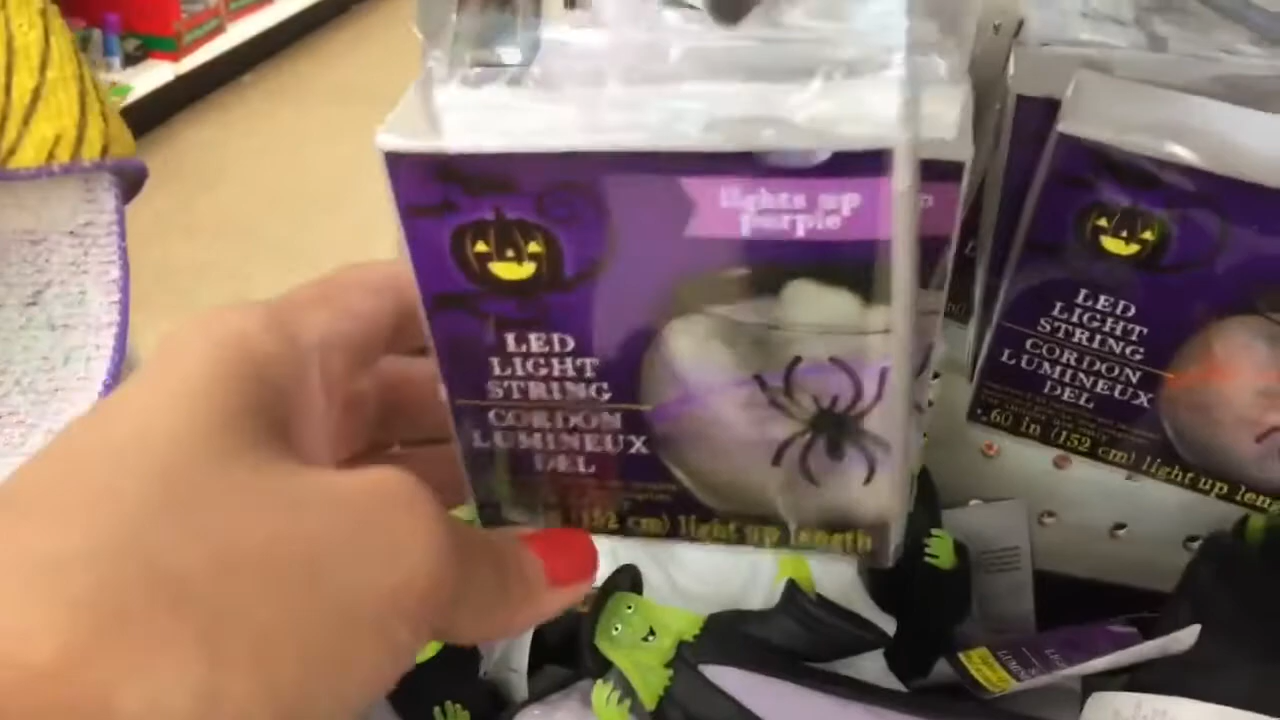 lights up
purple
LED
LIGHT
STRING
CORDON
LUMINEUX
DEL
(152 cm) light up length
LED
LIGHT
STRING
CORDON
LUMINEUX
DEL
60 in (152 cm) light up